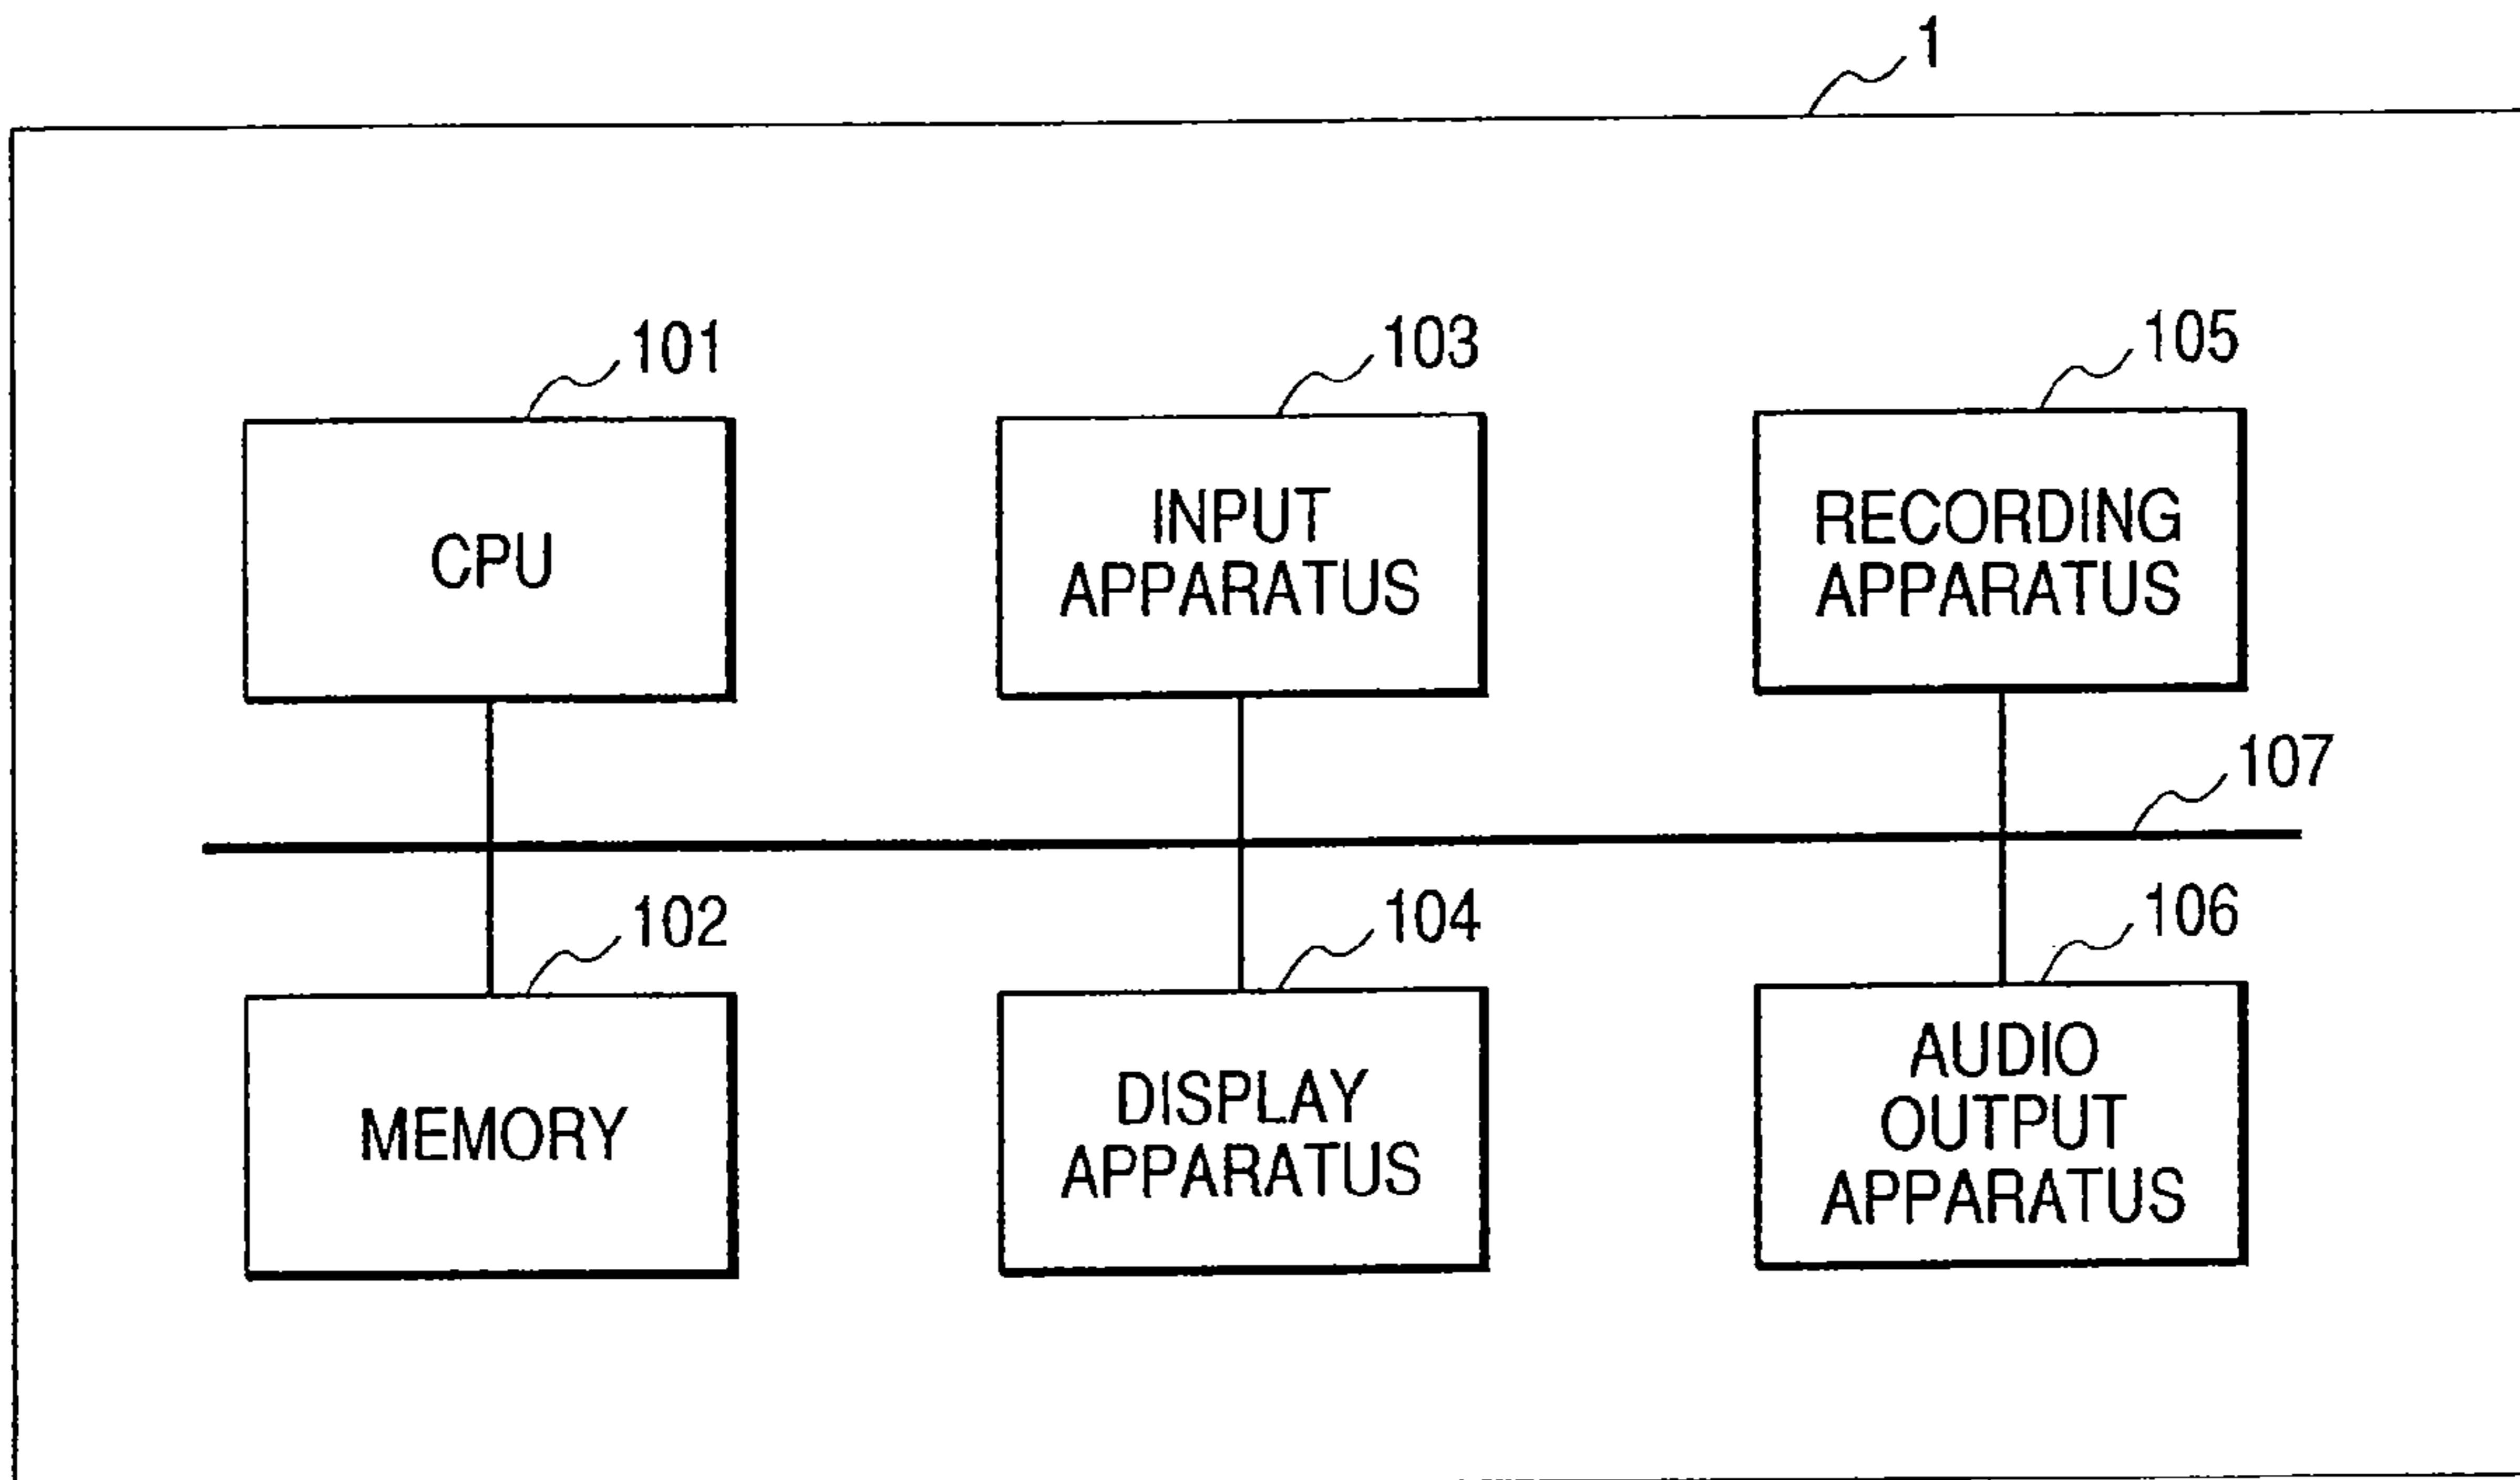 1
101
103
105
CPU
INPUT
APPARATUS
RECORDING
APPARATUS
107
102
104
106
MEMORY
DISPLAY
APPARATUS
AUDIO
OUTPUT
APPARATUS